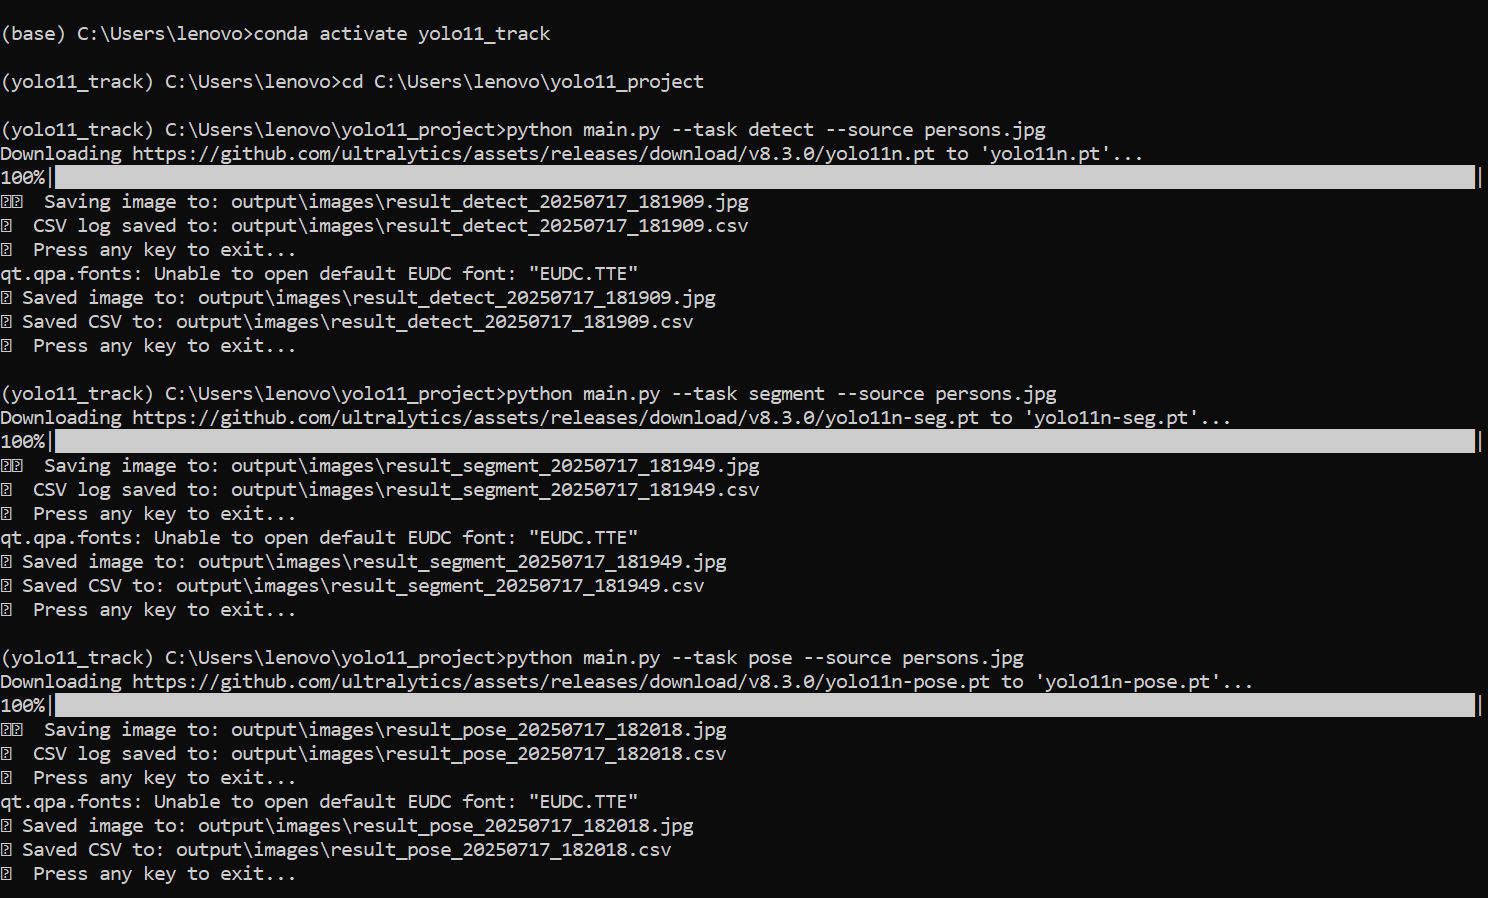 (base) C:\Users\lenovo>conda activate yolo11_track
(yolo11_track) C:\Users\lenovo>cd C:\Users\lenovo\yolo11_project
(yolo11_track) C:\Users\lenovo\yolo11_project>python main.py --task detect --source persons.jpg
Downloading https://github.com/ultralytics/assets/releases/download/v8.3.0/yolo11n.pt to 'yolo11n.pt'...
100%| |
Saving image to: output\images\result_detect_20250717_181909.jpg
CSV log saved to: output\images\result_detect_20250717_181909.csv
Press any key to exit...
qt.qpa.fonts: Unable to open default EUDC font: "EUDC.TTE"
Saved image to: output\images\result_detect_20250717_181909.jpg
Saved CSV to: output\images\result_detect_20250717_181909.csv
Press any key to exit...
(yolo11_track) C:\Users\lenovo\yolo11_project>python main.py --task segment --source persons.jpg
Downloading https://github.com/ultralytics/assets/releases/download/v8.3.0/yolo11n-seg.pt to 'yolo11n-seg.pt'...
100%| |
Saving image to: output\images\result_segment_20250717_181949.jpg
CSV log saved to: output\images\result_segment_20250717_181949.csv
Press any key to exit...
qt.qpa.fonts: Unable to open default EUDC font: "EUDC.TTE"
Saved image to: output\images\result_segment_20250717_181949.jpg
Saved CSV to: output\images\result_segment_20250717_181949.csv
Press any key to exit...
(yolo11_track) C:\Users\lenovo\yolo11_project>python main.py --task pose --source persons.jpg
Downloading https://github.com/ultralytics/assets/releases/download/v8.3.0/yolo11n-pose.pt to 'yolo11n-pose.pt'...
100%| |
Saving image to: output\images\result_pose_20250717_182018.jpg
CSV log saved to: output\images\result_pose_20250717_182018.csv
Press any key to exit...
qt.qpa.fonts: Unable to open default EUDC font: "EUDC.TTE"
Saved image to: output\images\result_pose_20250717_182018.jpg
Saved CSV to: output\images\result_pose_20250717_182018.csv
Press any key to exit...